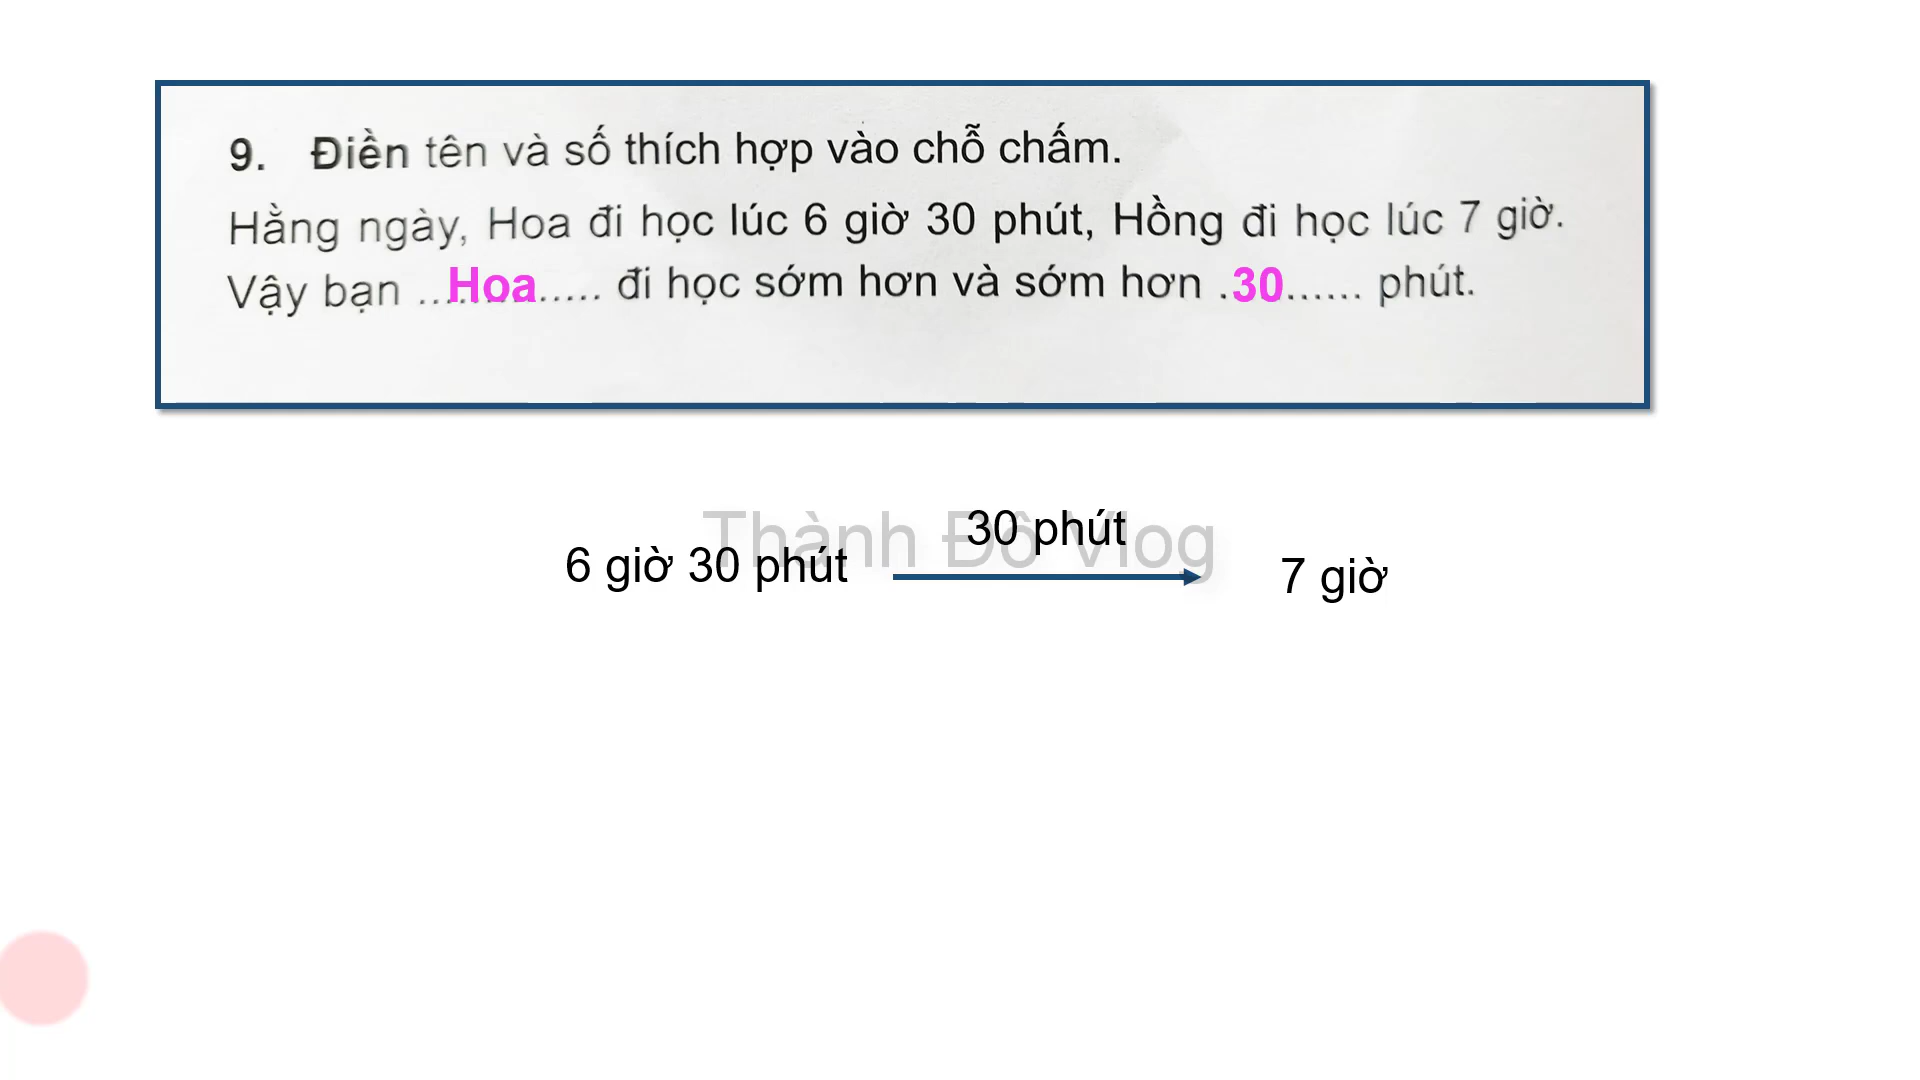 9. Điền tên và số thích hợp vào chỗ chấm.
Hằng ngày, Hoa đi học lúc 6 giờ 30 phút, Hồng đi học lúc 7 giờ.
Vậy bạn ...Hoa..... đi học sớm hơn và sớm hơn .30...... phút.
Thành Đô Vlog
30 phút
6 giờ 30 phút
7 giờ